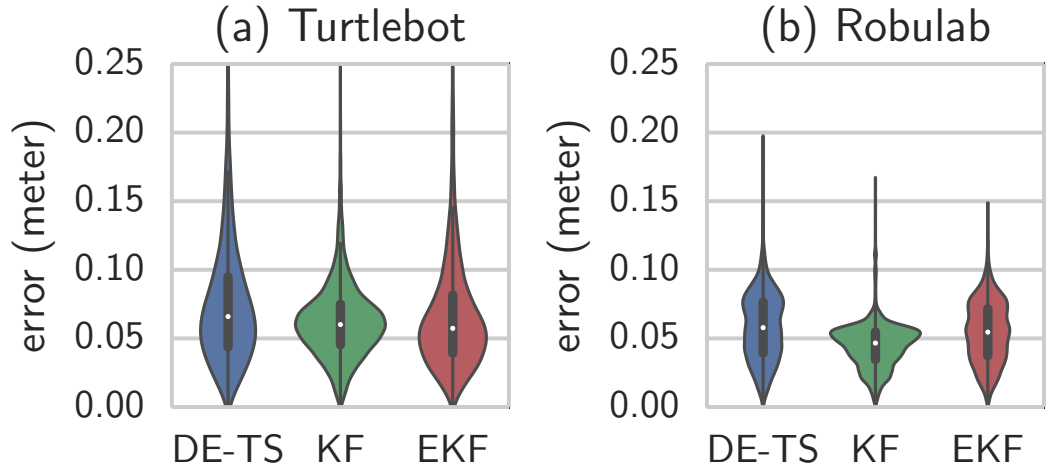 (a) Turtlebot
error (meter)
0.25
0.20
0.15
0.10
0.05
0.00
DE-TS KF EKF
(b) Robulab
error (meter)
0.25
0.20
0.15
0.10
0.05
0.00
DE-TS KF EKF